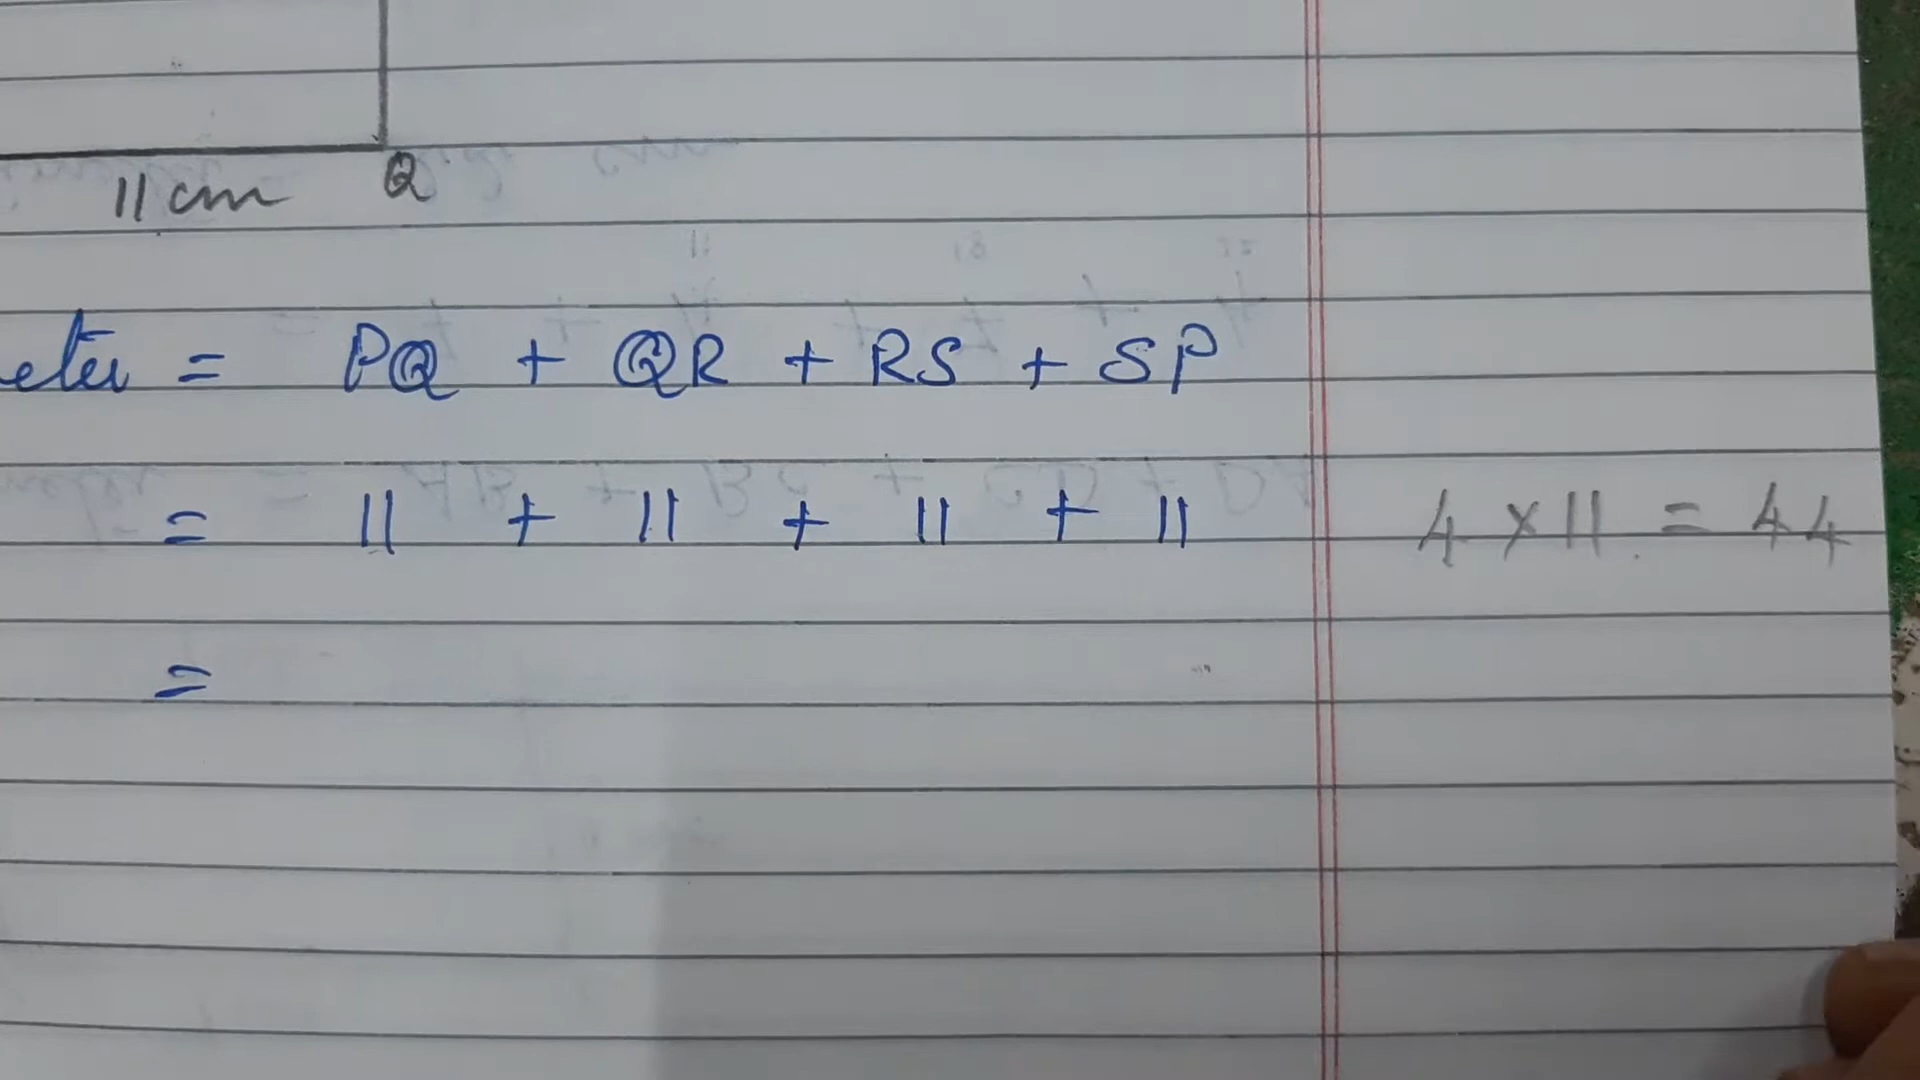 11 cm Q
eter = PQ + QR + RS + SP
= 11 + 11 + 11 + 11 4 × 11 = 44
=